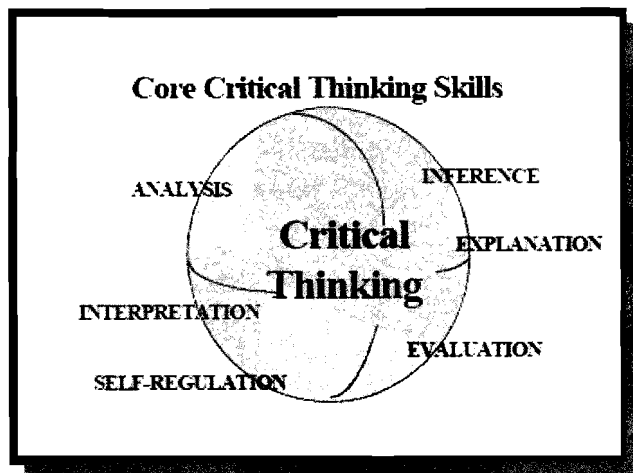 Core Critical Thinking Skills
ANALYSIS
INFERENCE
Critical
Thinking
EXPLANATION
INTERPRETATION
EVALUATION
SELF-REGULATION